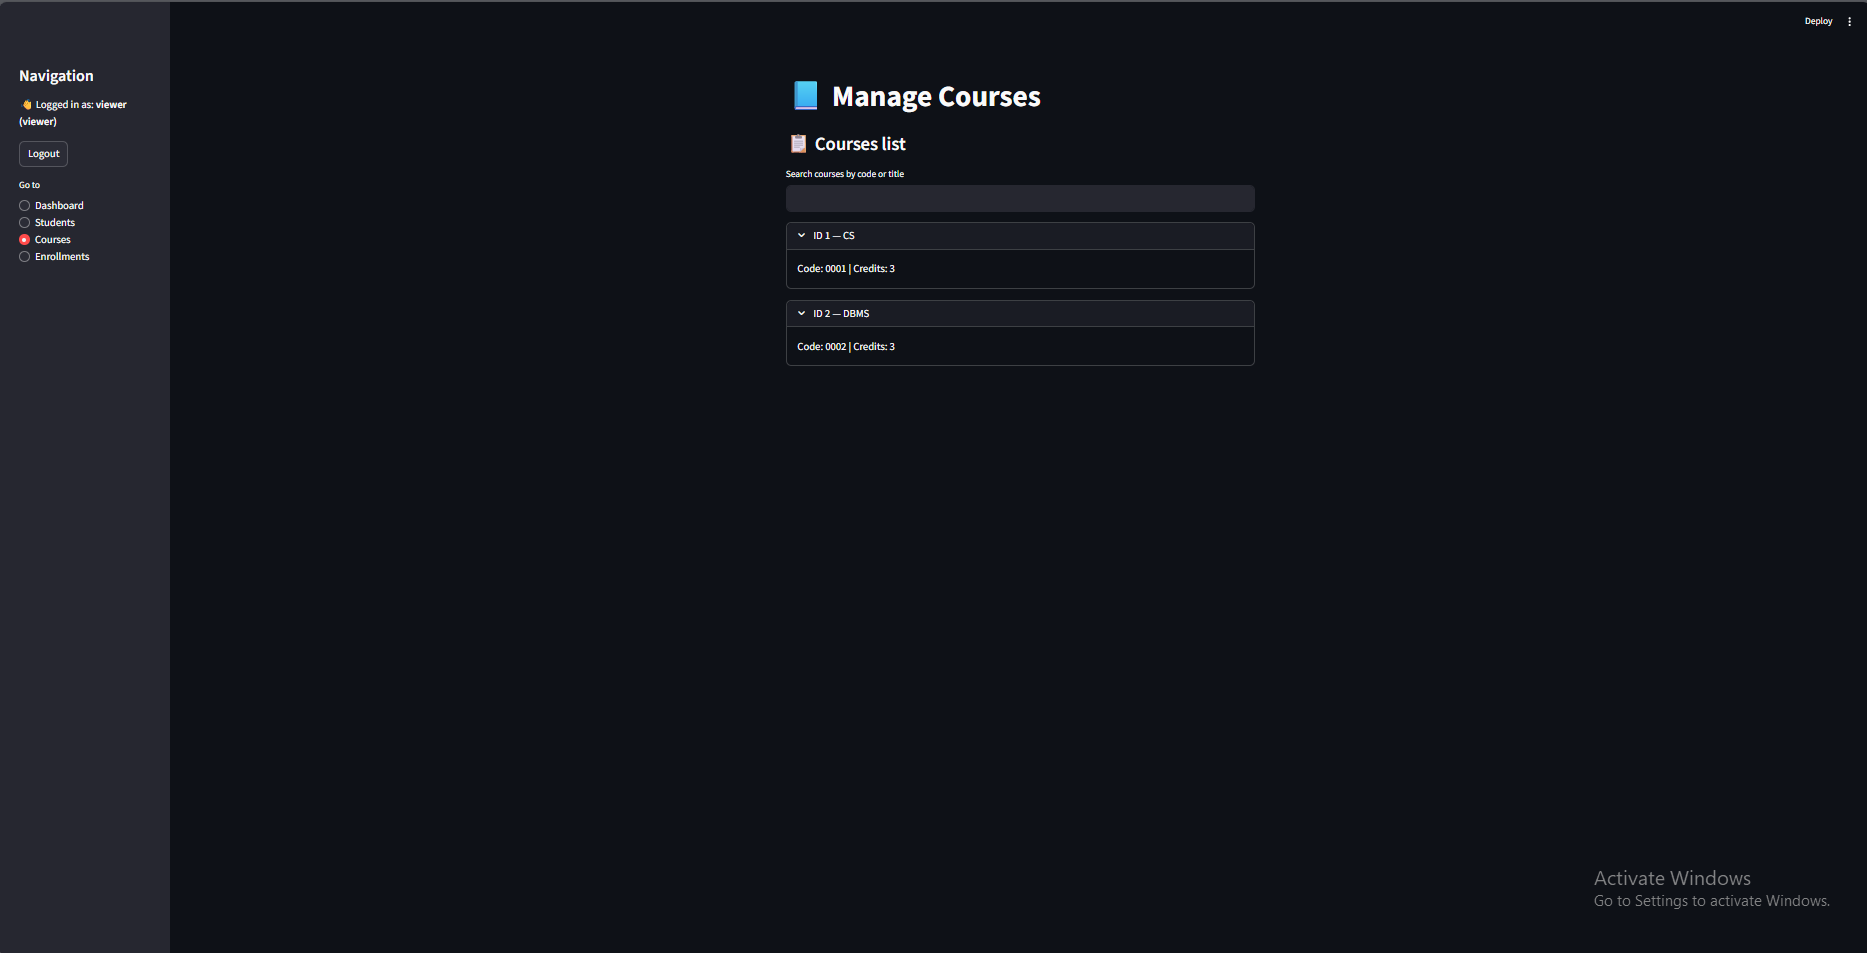 Deploy
Navigation
👋 Logged in as: viewer
(viewer)
Logout
Go to
Dashboard
Students
Courses
Enrollments
📘 Manage Courses
📋 Courses list
Search courses by code or title
ID 1 — CS
Code: 0001 | Credits: 3
ID 2 — DBMS
Code: 0002 | Credits: 3
Activate Windows
Go to Settings to activate Windows.